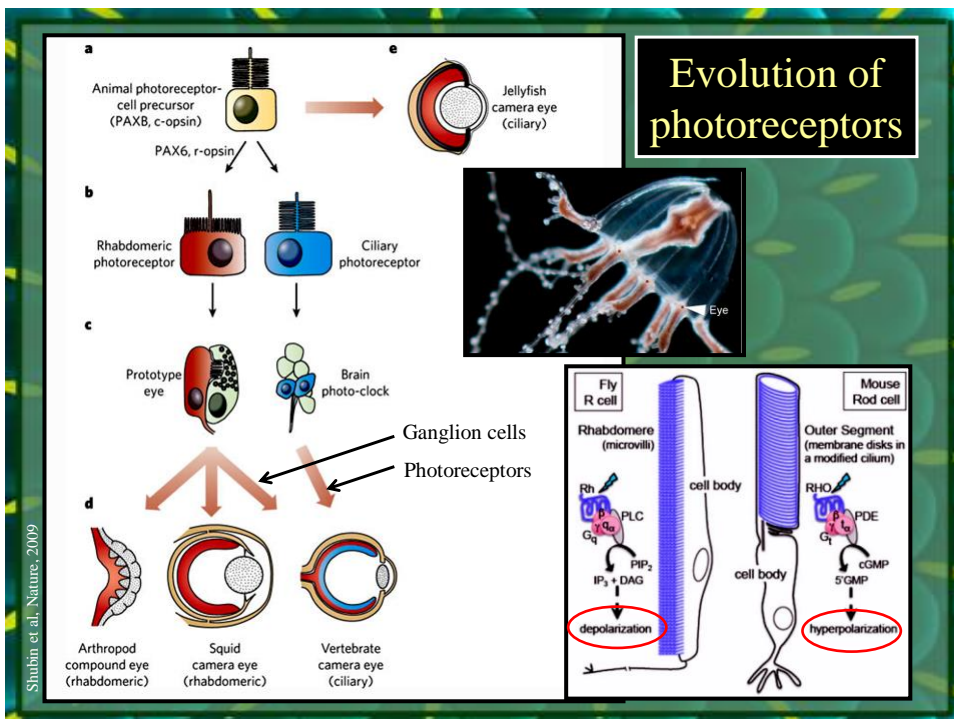 Evolution of
photoreceptors
a
Animal photoreceptor-
cell precursor
(PAXB, c-opsin)
e
Jellyfish
camera eye
(ciliary)
PAX6, r-opsin
b
Rhabdomeric
photoreceptor
Ciliary
photoreceptor
c
Prototype
eye
Brain
photo-clock
Ganglion cells
Photoreceptors
d
Arthropod
compound eye
(rhabdomeric)
Squid
camera eye
(rhabdomeric)
Vertebrate
camera eye
(ciliary)
Shubin et al, Nature, 2009
Eye
Fly
R cell
Rhabdomere
(microvilli)
Rh
β
γ qα
Gq
PLC
PIP2
IP3 + DAG
depolarization
cell body
Mouse
Rod cell
Outer Segment
(membrane disks in
a modified cilium)
RHO
β
γ tα
Gt
PDE
cGMP
5'GMP
hyperpolarization
cell body